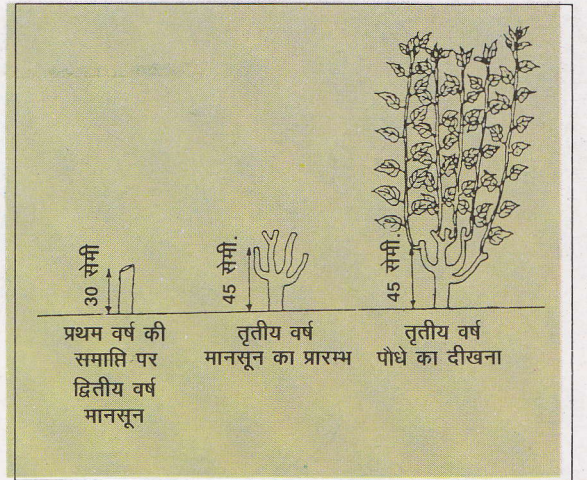 30 सेमी
प्रथम वर्ष की
समाप्ति पर
द्वितीय वर्ष
मानसून
45 सेमी.
तृतीय वर्ष
मानसून का प्रारम्भ
45 सेमी.
तृतीय वर्ष
पौधे का दीखना